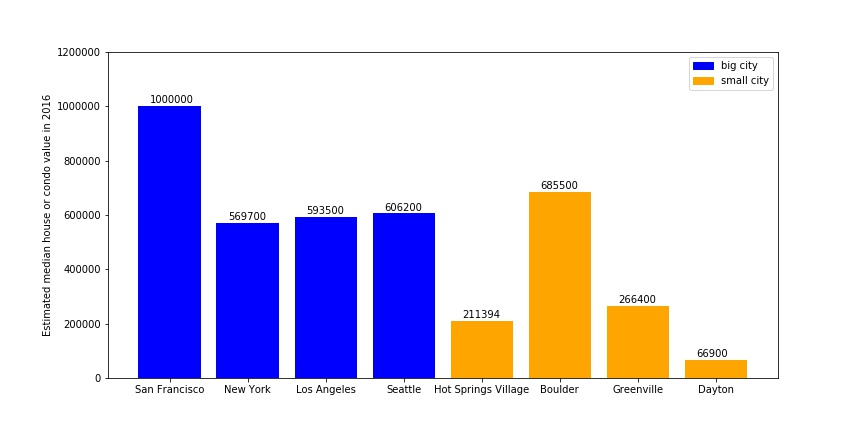 Estimated median house or condo value in 2016
1200000
1000000
800000
600000
400000
200000
0
big city
small city
1000000
569700
593500
606200
211394
685500
266400
66900
San Francisco
New York
Los Angeles
Seattle
Hot Springs Village
Boulder
Greenville
Dayton